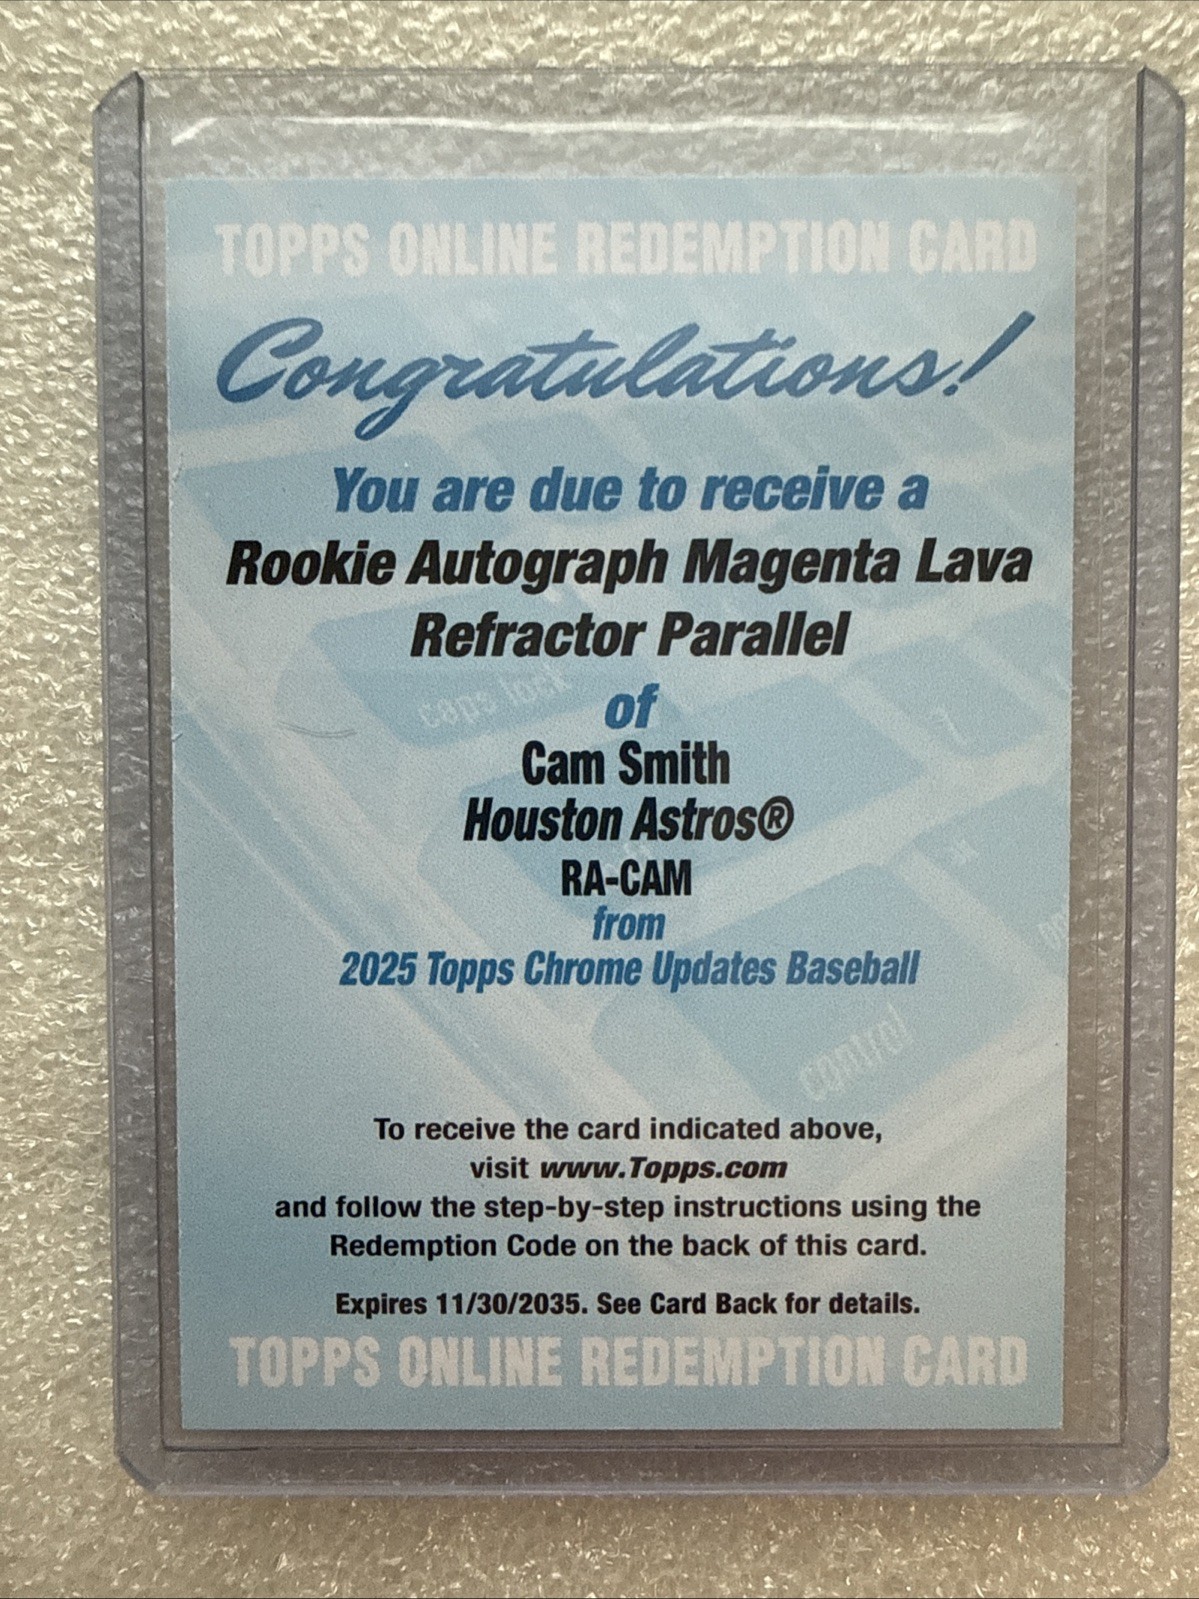 TOPPS ONLINE REDEMPTION CARD
Congratulations!
You are due to receive a
Rookie Autograph Magenta Lava
Refractor Parallel
of
Cam Smith
Houston Astros®
RA-CAM
from
2025 Topps Chrome Updates Baseball
To receive the card indicated above,
visit www.Topps.com
and follow the step-by-step instructions using the
Redemption Code on the back of this card.
Expires 11/30/2035. See Card Back for details.
TOPPS ONLINE REDEMPTION CARD
caps lock
control